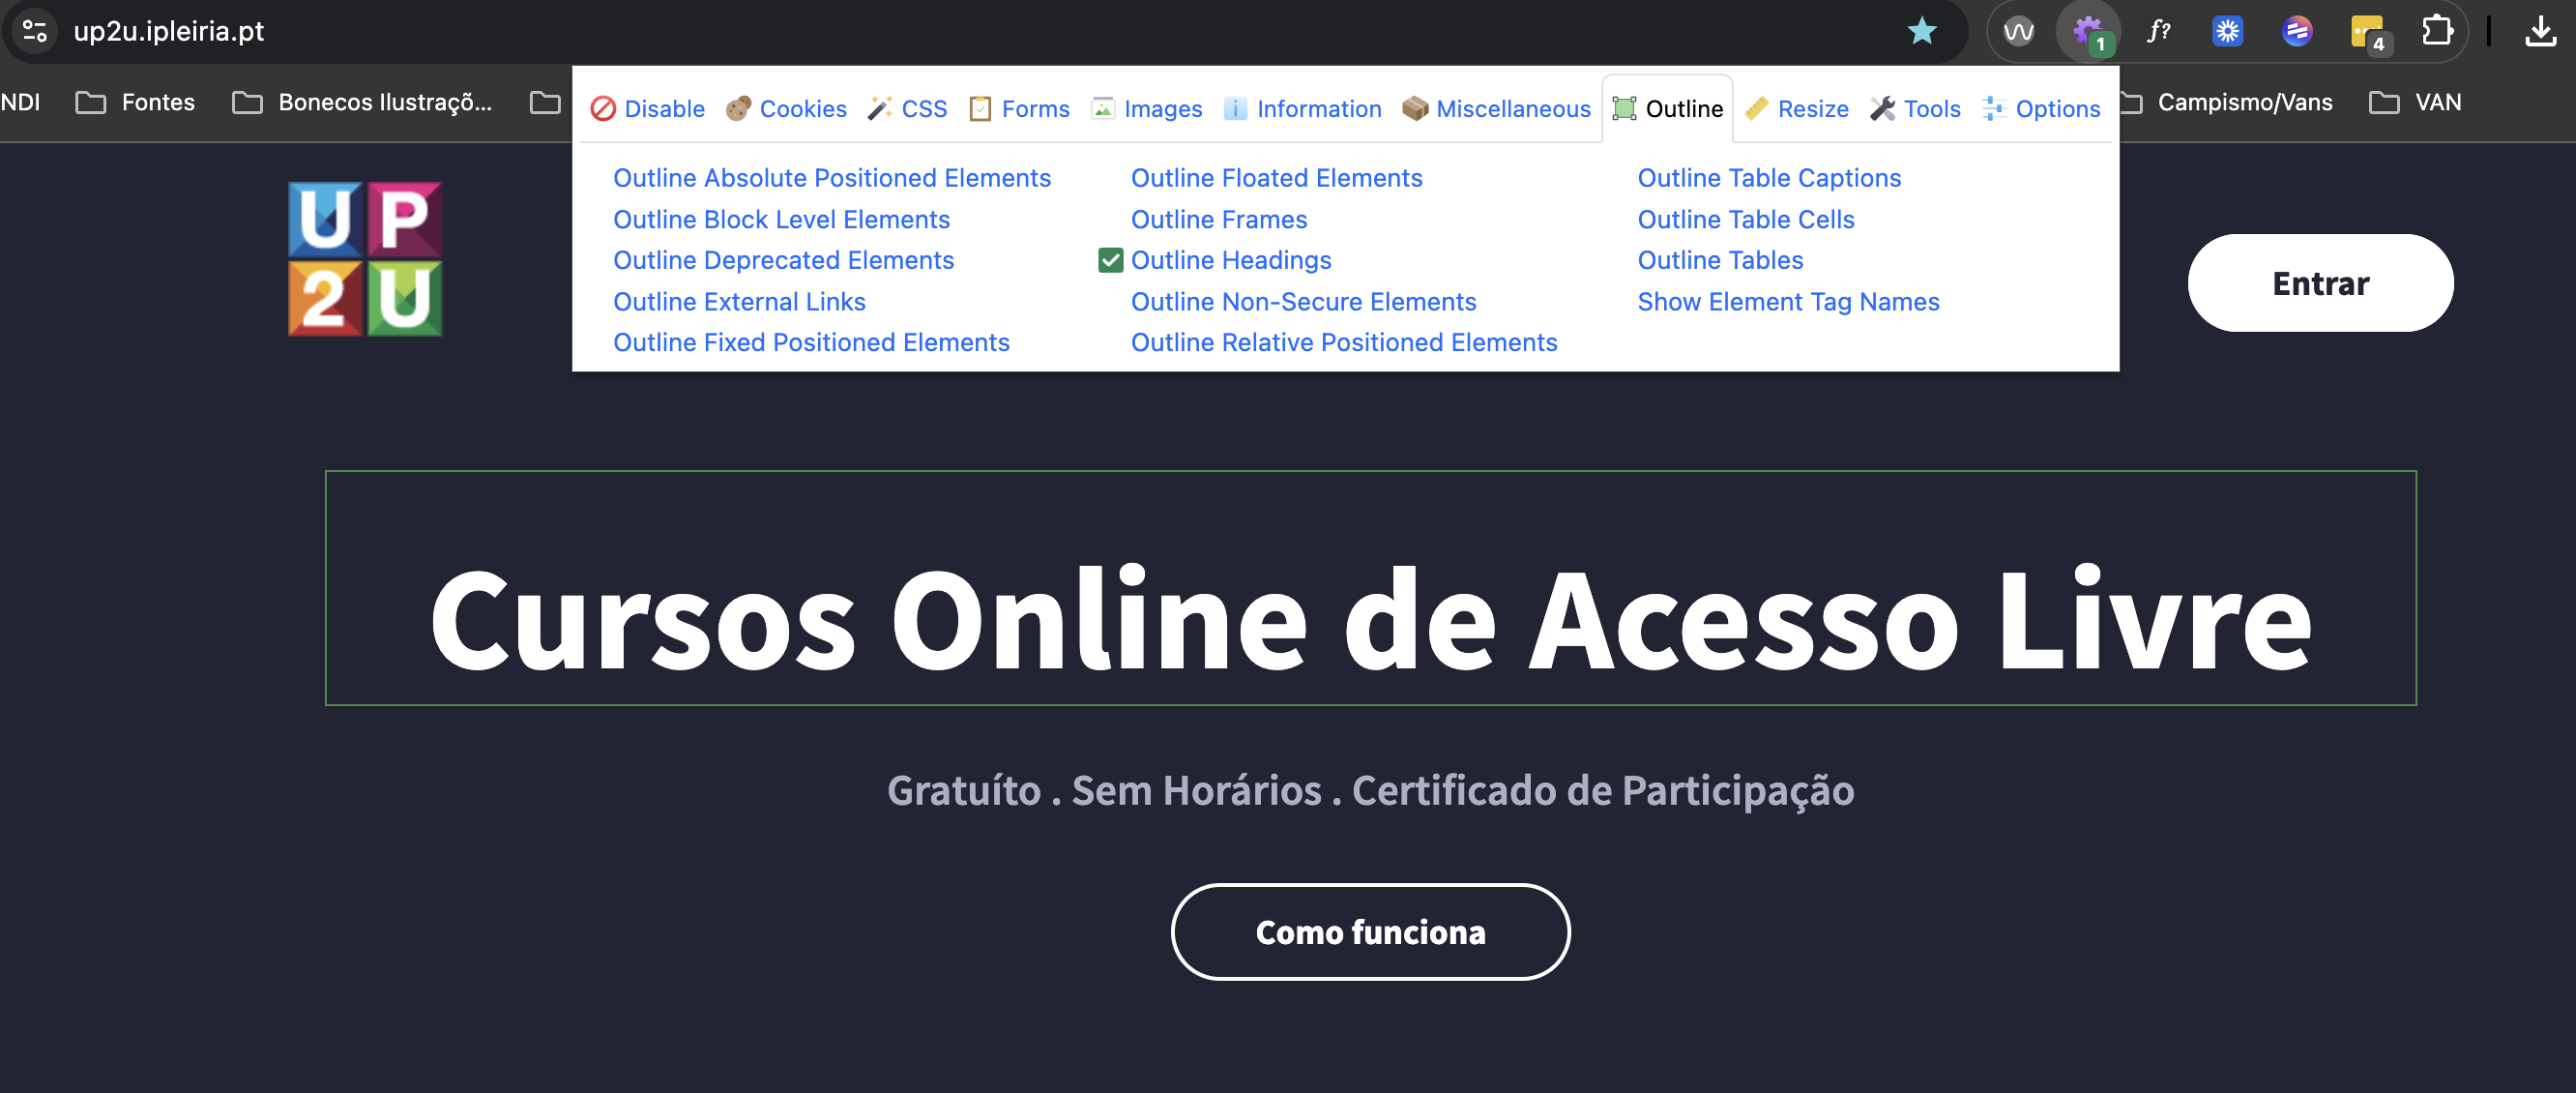 up2u.ipleiria.pt
1
f?
4
NDI
Fontes
Bonecos Ilustraçõ...
Campismo/Vans
VAN
Disable
Cookies
CSS
Forms
Images
Information
Miscellaneous
Outline
Resize
Tools
Options
Outline Absolute Positioned Elements
Outline Block Level Elements
Outline Deprecated Elements
Outline External Links
Outline Fixed Positioned Elements
Outline Floated Elements
Outline Frames
Outline Headings
Outline Non-Secure Elements
Outline Relative Positioned Elements
Outline Table Captions
Outline Table Cells
Outline Tables
Show Element Tag Names
UP
2U
Entrar
Cursos Online de Acesso Livre
Gratuíto . Sem Horários . Certificado de Participação
Como funciona